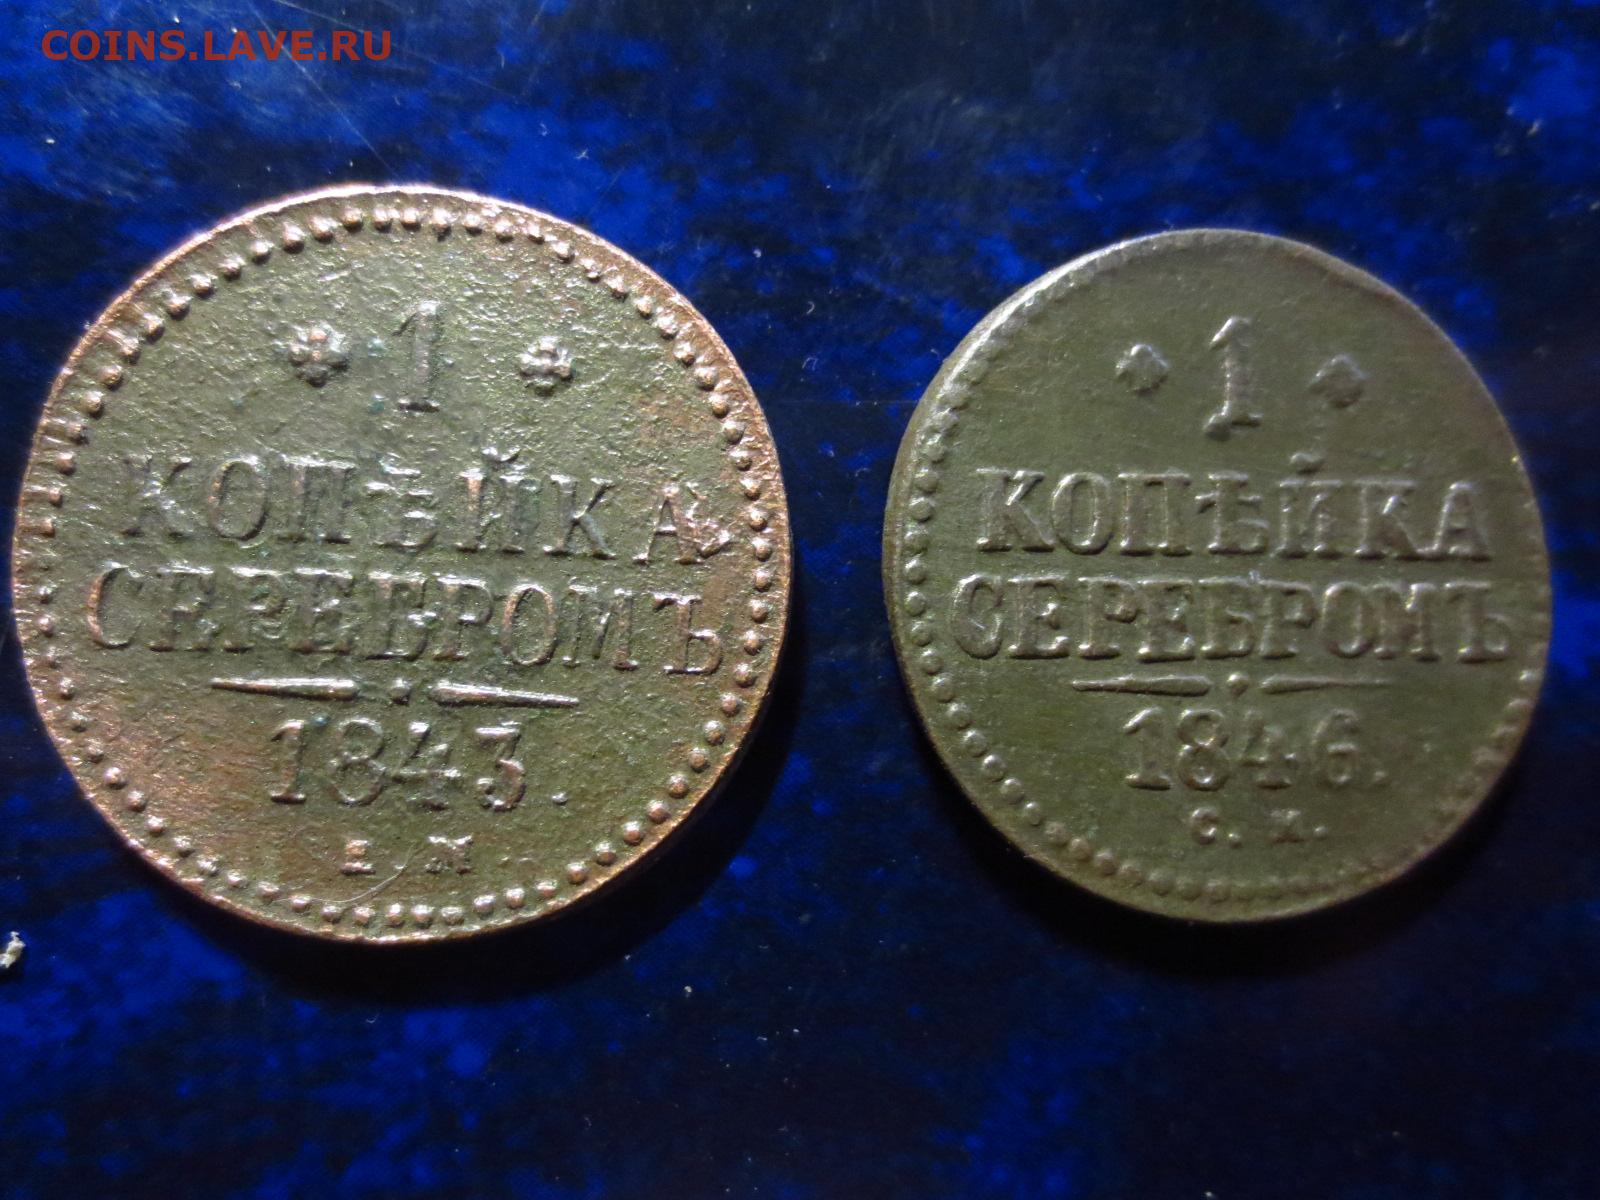 COINS.LAVE.RU
1
КОПѢЙКА
СЕРЕБРОМЪ
1843.
Е М
1
КОПѢЙКА
СЕРЕБРОМЪ
1846.
С. М.